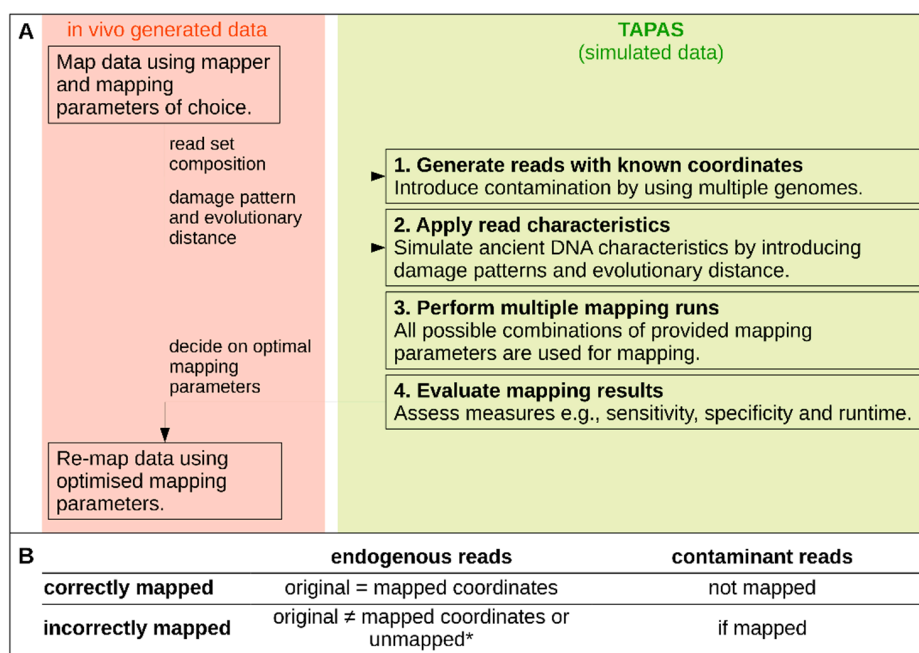 A
in vivo generated data
Map data using mapper
and mapping
parameters of choice.
read set
composition
damage pattern
and evolutionary
distance
decide on optimal
mapping
parameters
Re-map data using
optimised mapping
parameters.
TAPAS
(simulated data)
1. Generate reads with known coordinates
Introduce contamination by using multiple genomes.
2. Apply read characteristics
Simulate ancient DNA characteristics by introducing
damage patterns and evolutionary distance.
3. Perform multiple mapping runs
All possible combinations of provided mapping
parameters are used for mapping.
4. Evaluate mapping results
Assess measures e.g., sensitivity, specificity and runtime.
B
endogenous reads contaminant reads
correctly mapped original = mapped coordinates not mapped
incorrectly mapped original ≠ mapped coordinates or
unmapped* if mapped